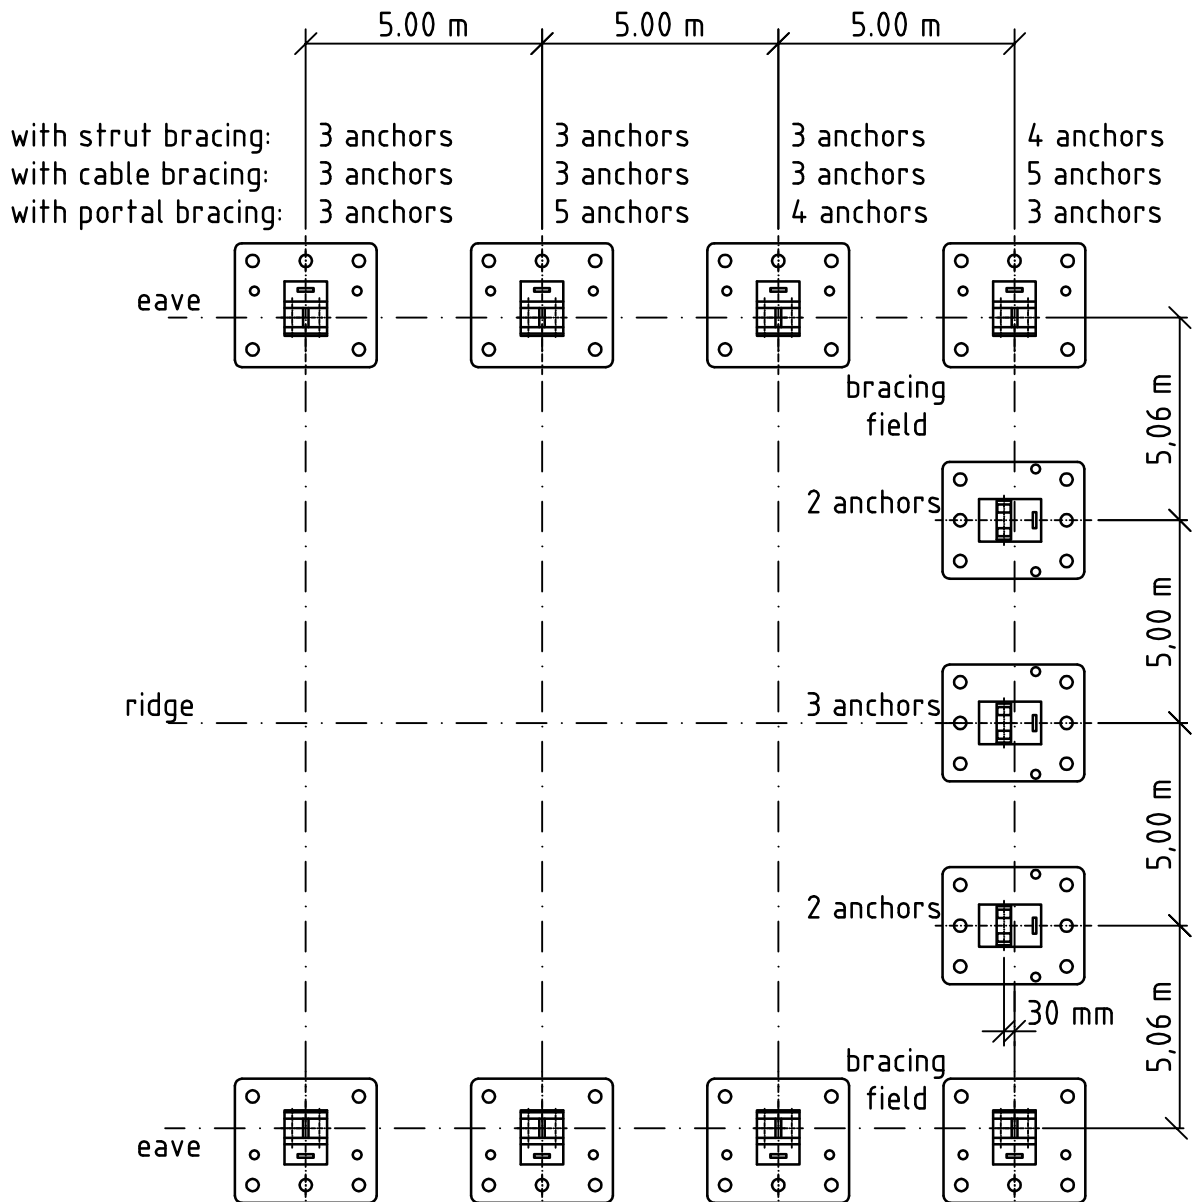 5.00 m 5.00 m 5.00 m
with strut bracing: 3 anchors 3 anchors 3 anchors 4 anchors
with cable bracing: 3 anchors 3 anchors 3 anchors 5 anchors
with portal bracing: 3 anchors 5 anchors 4 anchors 3 anchors
eave
bracing
field
5,06 m
2 anchors
5,00 m
ridge
3 anchors
5,00 m
2 anchors
30 mm
5,06 m
bracing
field
eave